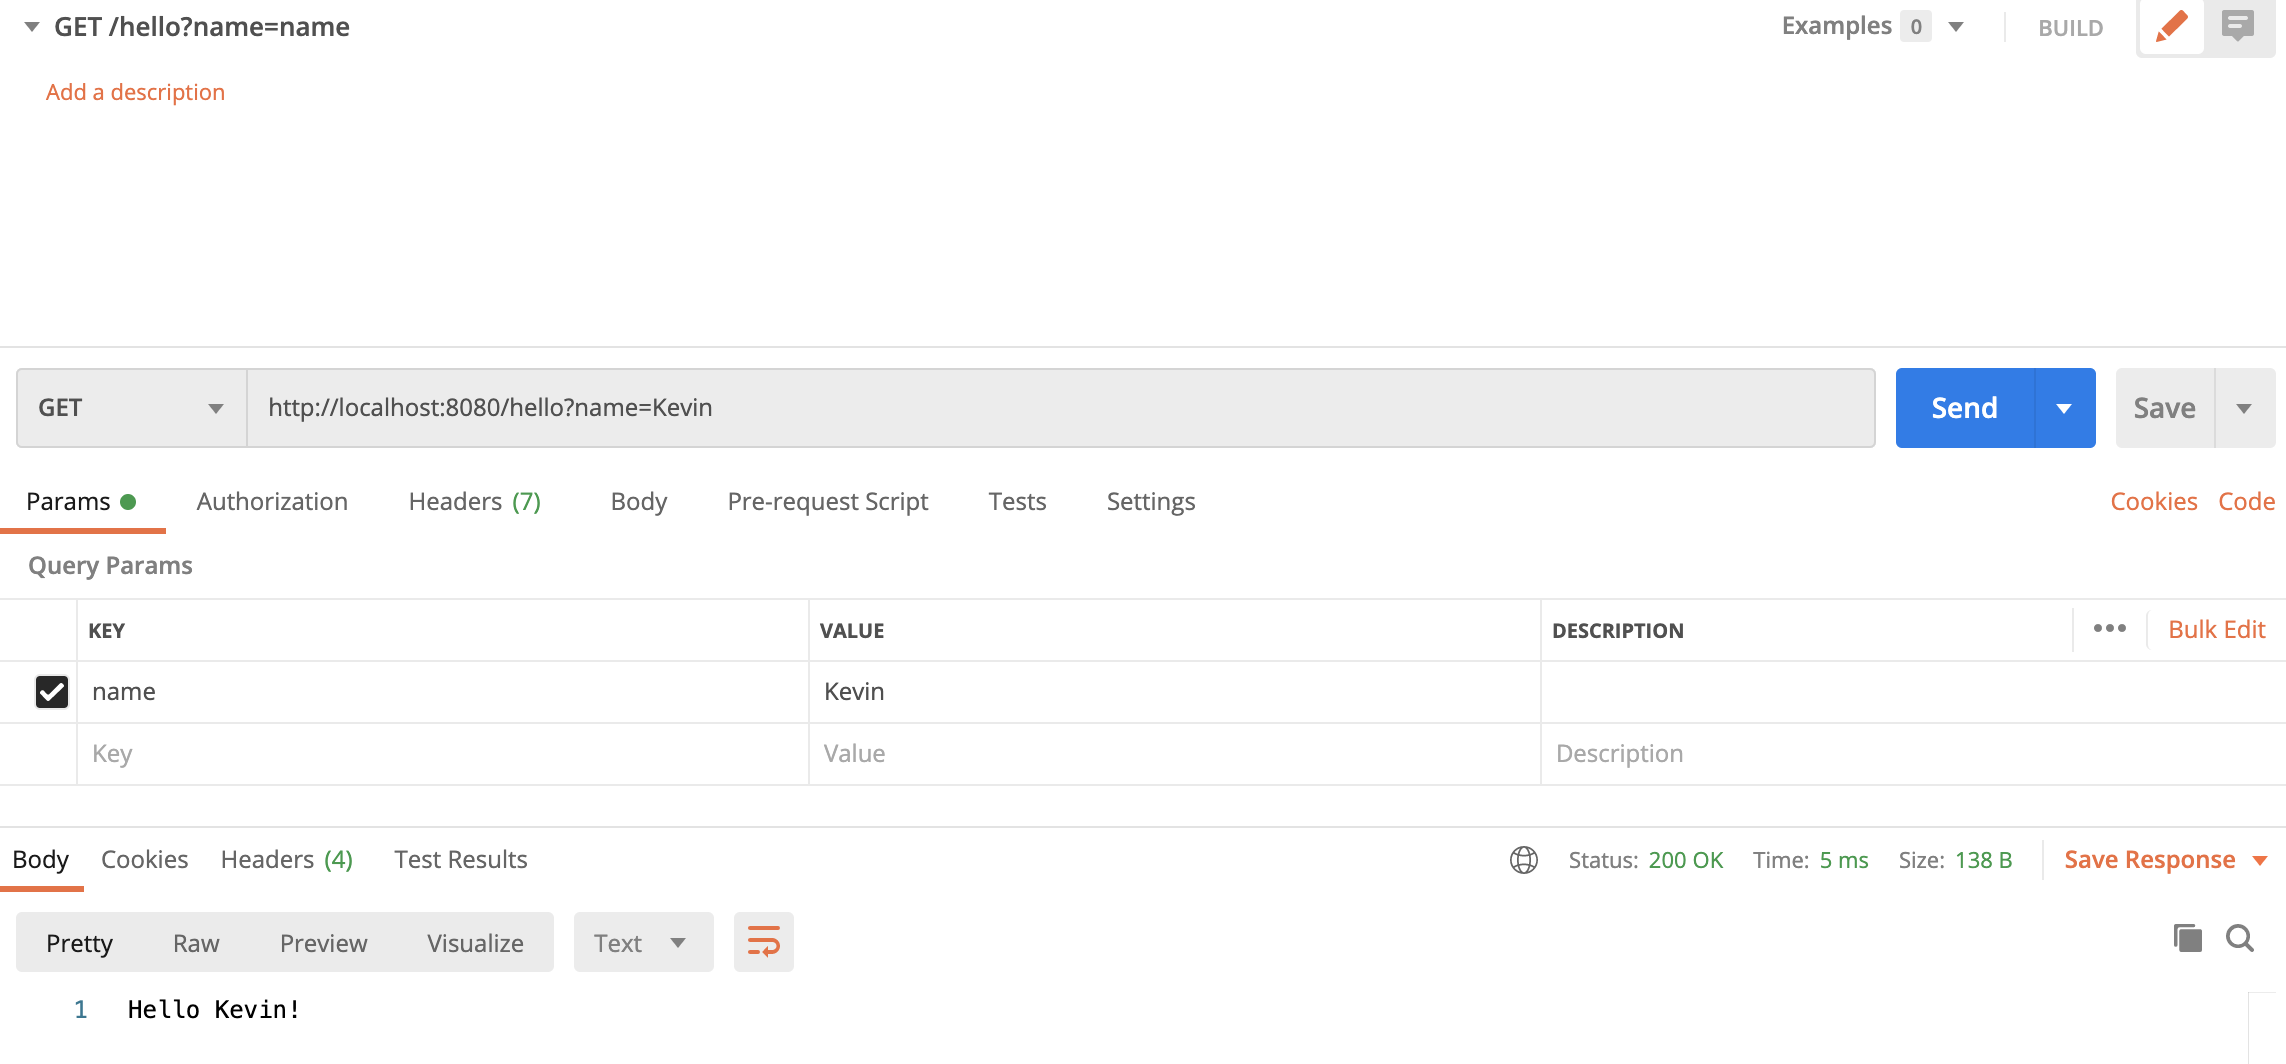 GET /hello?name=name
Examples 0 BUILD
Add a description
GET http://localhost:8080/hello?name=Kevin Send Save
Params Authorization Headers (7) Body Pre-request Script Tests Settings Cookies Code
Query Params
KEY VALUE DESCRIPTION ••• Bulk Edit
name Kevin
Key Value Description
Body Cookies Headers (4) Test Results Status: 200 OK Time: 5 ms Size: 138 B Save Response
Pretty Raw Preview Visualize Text
1 Hello Kevin!